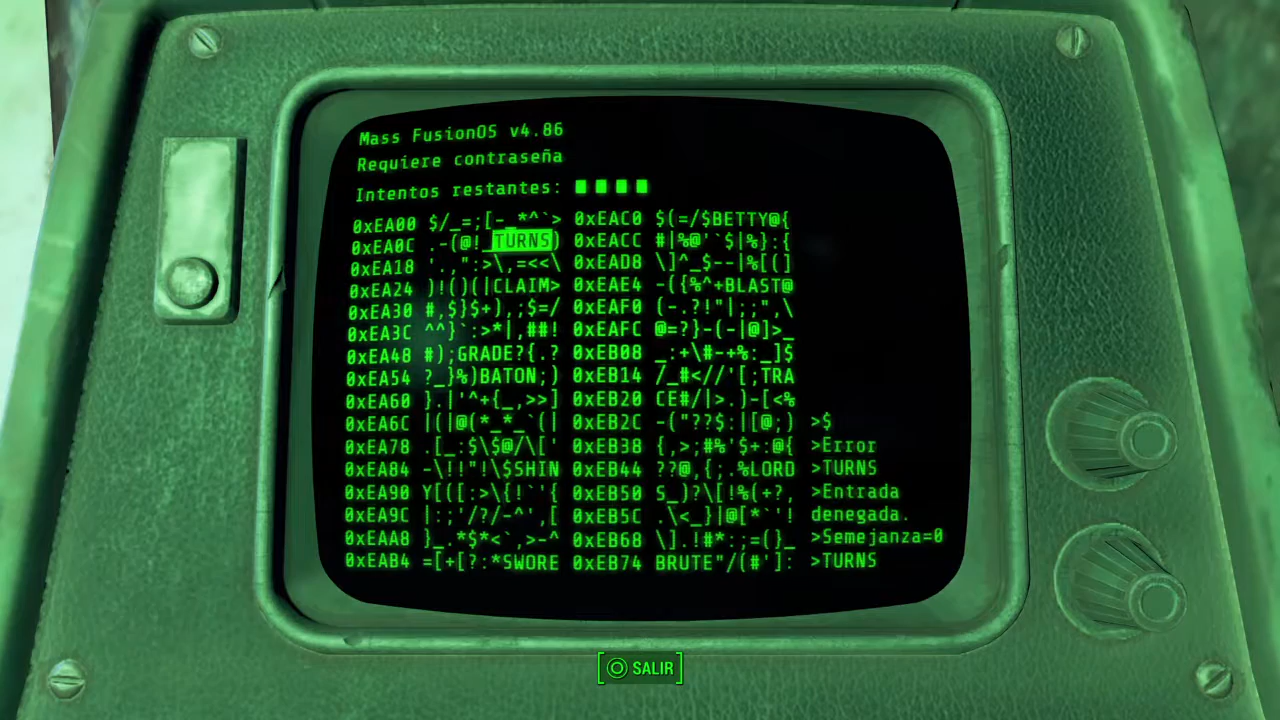 Mass FusionOS v4.86
Requiere contraseña
Intentos restantes: ■ ■ ■ ■
0xEA00 $/_=;[-_*^`> 0xEAC0 $(=/$BETTY@{
0xEA0C .-(@!_TURNS) 0xEACC #|%@'`$|%}:{
0xEA18 '.,":>\,=<<\ 0xEAD8 \]^_$--|%[(]
0xEA24 )!()(|CLAIM> 0xEAE4 -({%^+BLAST@
0xEA30 #,$}$+),;$=/ 0xEAF0 (-.?!"|;;",\
0xEA3C ^^}`:>*|,##! 0xEAFC @=?}-(-|@]>_
0xEA48 #);GRADE?{.? 0xEB08 _:+\#-+%:_]$
0xEA54 ?_}%)BATON;) 0xEB14 /_#<//'[;TRA
0xEA60 }.|'^+{_,>>] 0xEB20 CE#/|>.)-[<%
0xEA6C |(|@(*_*_`(| 0xEB2C -("??$:|[@;) >$
0xEA78 .[_:$\$@/\[' 0xEB38 {,>;#%'$+:@{ >Error
0xEA84 -\!!"!\$SHIN 0xEB44 ??@,{;.%LORD >TURNS
0xEA90 Y[([:>\{!`'{ 0xEB50 S_)?\[!%(+?, >Entrada
0xEA9C |:;'/?/-^',[ 0xEB5C .\<_}|@[*`'! denegada.
0xEAA8 }_.*$*<`,>-^ 0xEB68 \].!#*:;=(}_ >Semejanza=0
0xEAB4 =[+[?:*SWORE 0xEB74 BRUTE"/(#']: >TURNS
SALIR